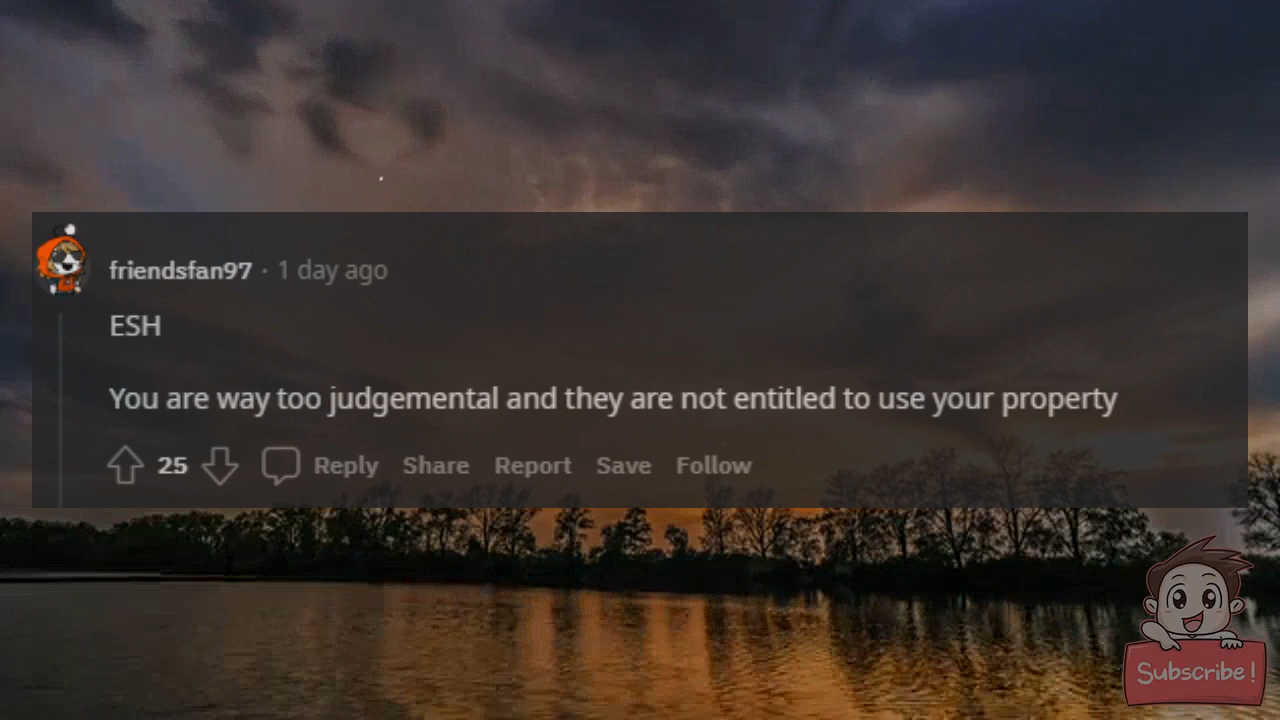 friendsfan97 · 1 day ago
ESH
You are way too judgemental and they are not entitled to use your property
25 Reply Share Report Save Follow
Subscribe!